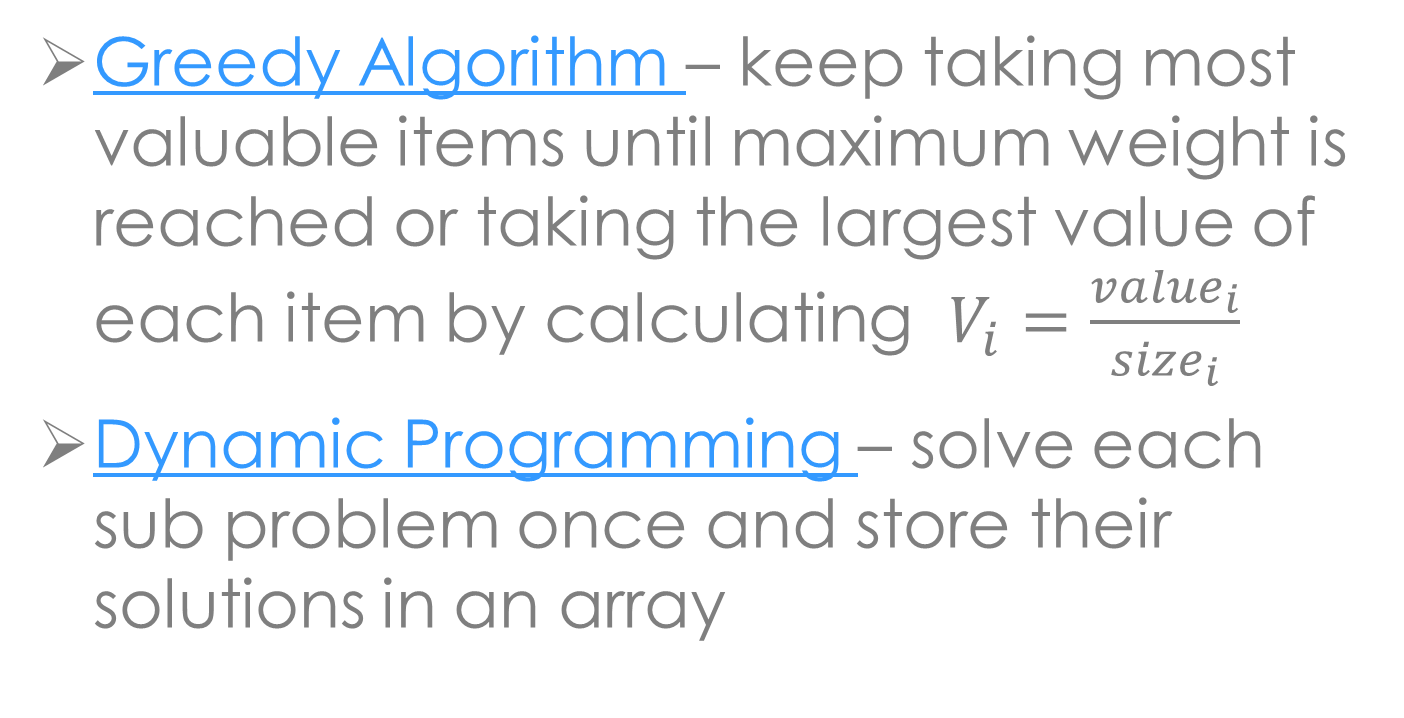 ➢Greedy Algorithm – keep taking most
valuable items until maximum weight is
reached or taking the largest value of
each item by calculating V_i = value_i / size_i
➢Dynamic Programming – solve each
sub problem once and store their
solutions in an array